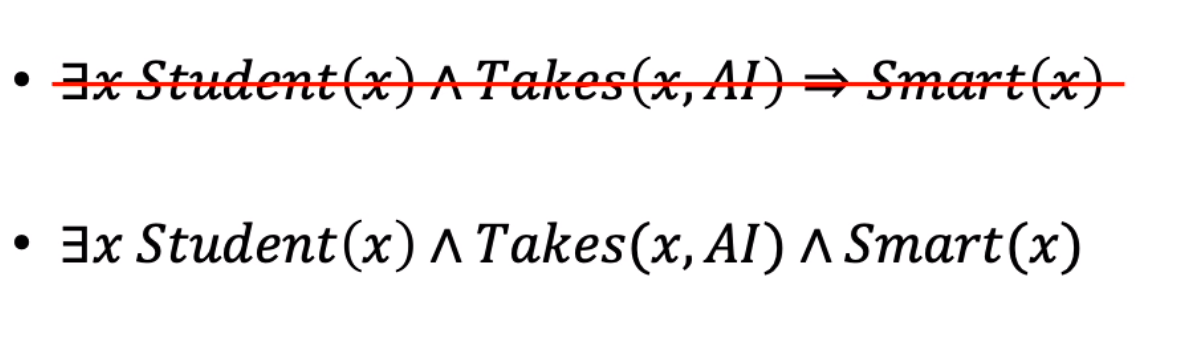 • ∃x Student(x) ∧ Takes(x, AI) ⇒ Smart(x)
• ∃x Student(x) ∧ Takes(x, AI) ∧ Smart(x)